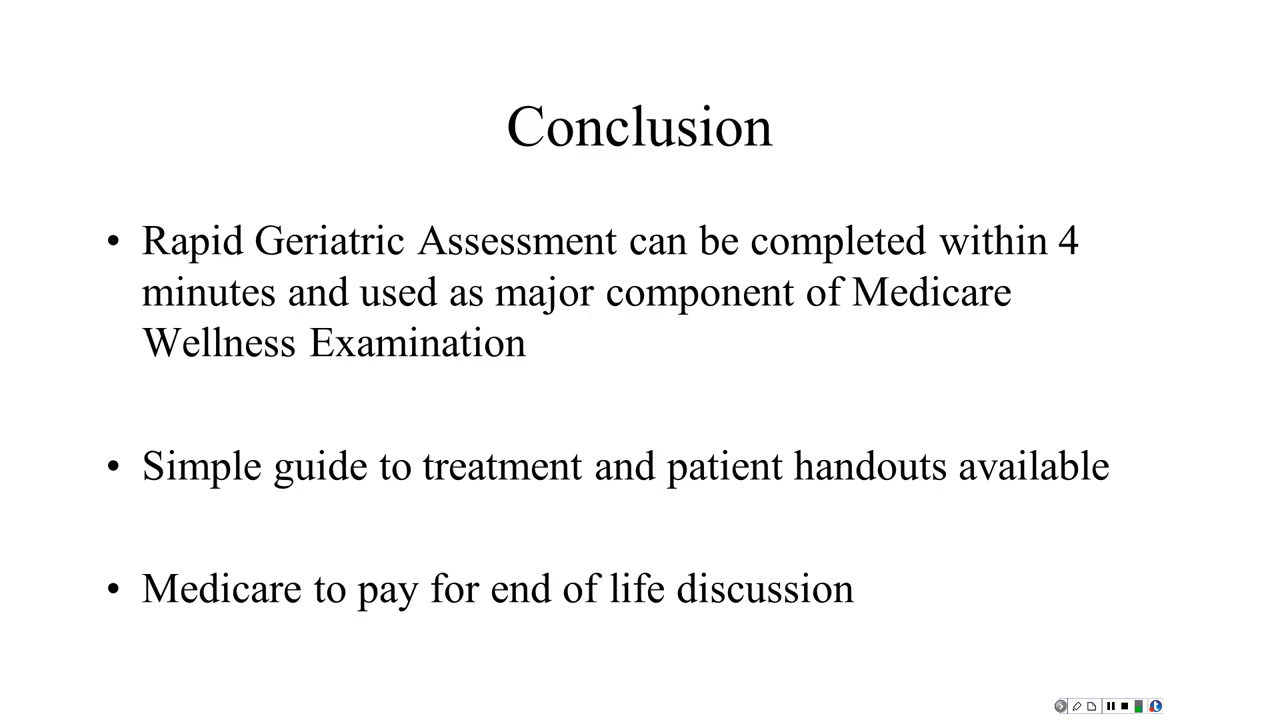 Conclusion
• Rapid Geriatric Assessment can be completed within 4
minutes and used as major component of Medicare
Wellness Examination
• Simple guide to treatment and patient handouts available
• Medicare to pay for end of life discussion